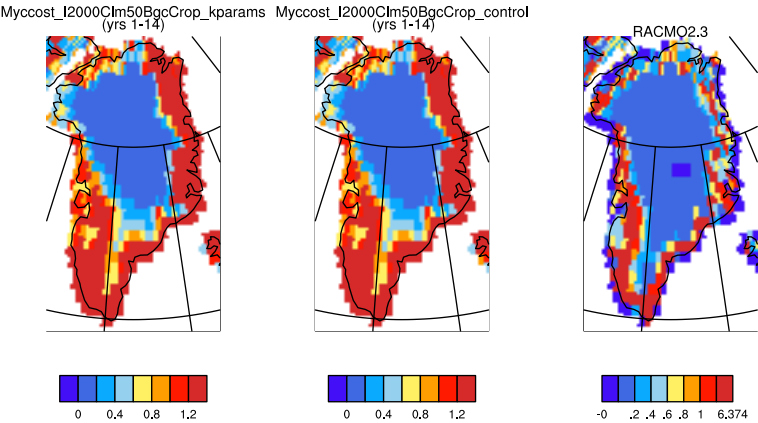 Myccost_I2000Clm50BgcCrop_kparams
(yrs 1-14)
Myccost_I2000Clm50BgcCrop_control
(yrs 1-14)
RACMO2.3
0 0.4 0.8 1.2
0 0.4 0.8 1.2
-0 .2 .4 .6 .8 1 6.374